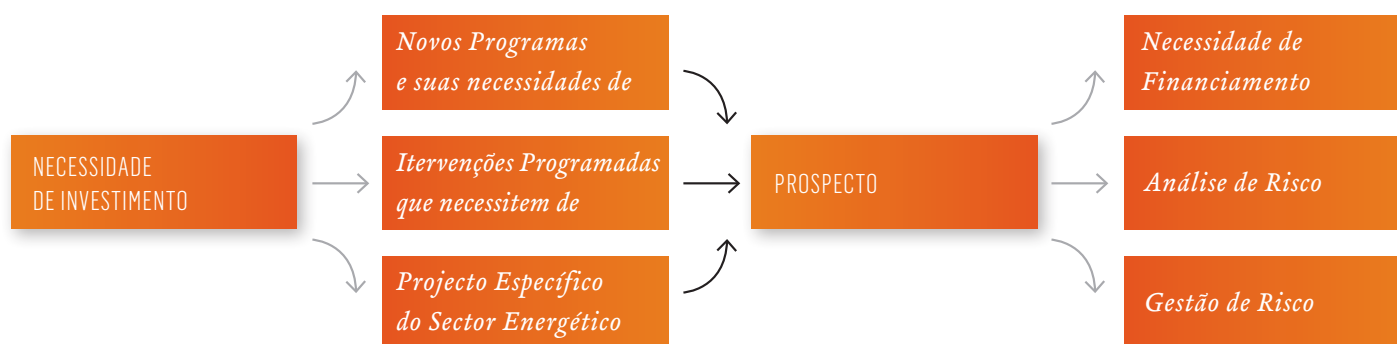 NECESSIDADE
DE INVESTIMENTO
Novos Programas
e suas necessidades de
Itervenções Programadas
que necessitem de
Projecto Específico
do Sector Energético
PROSPECTO
Necessidade de
Financiamento
Análise de Risco
Gestão de Risco